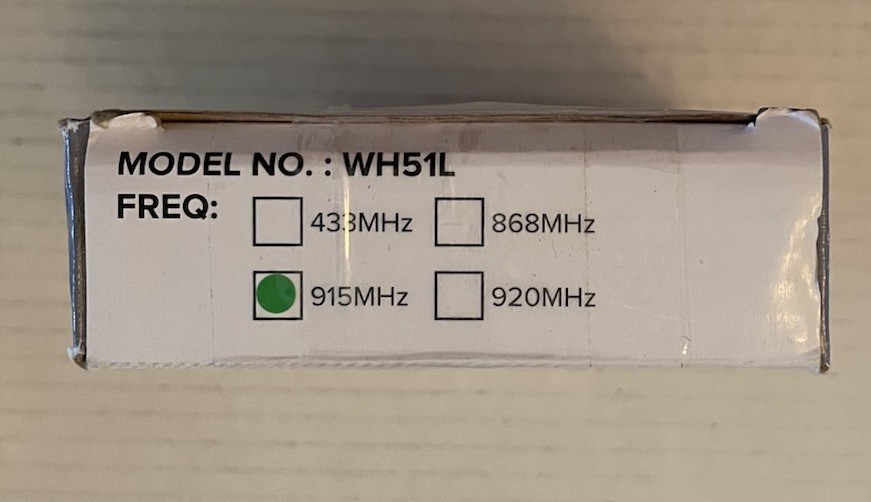 MODEL NO. : WH51L
FREQ:
433MHz 868MHz
915MHz 920MHz